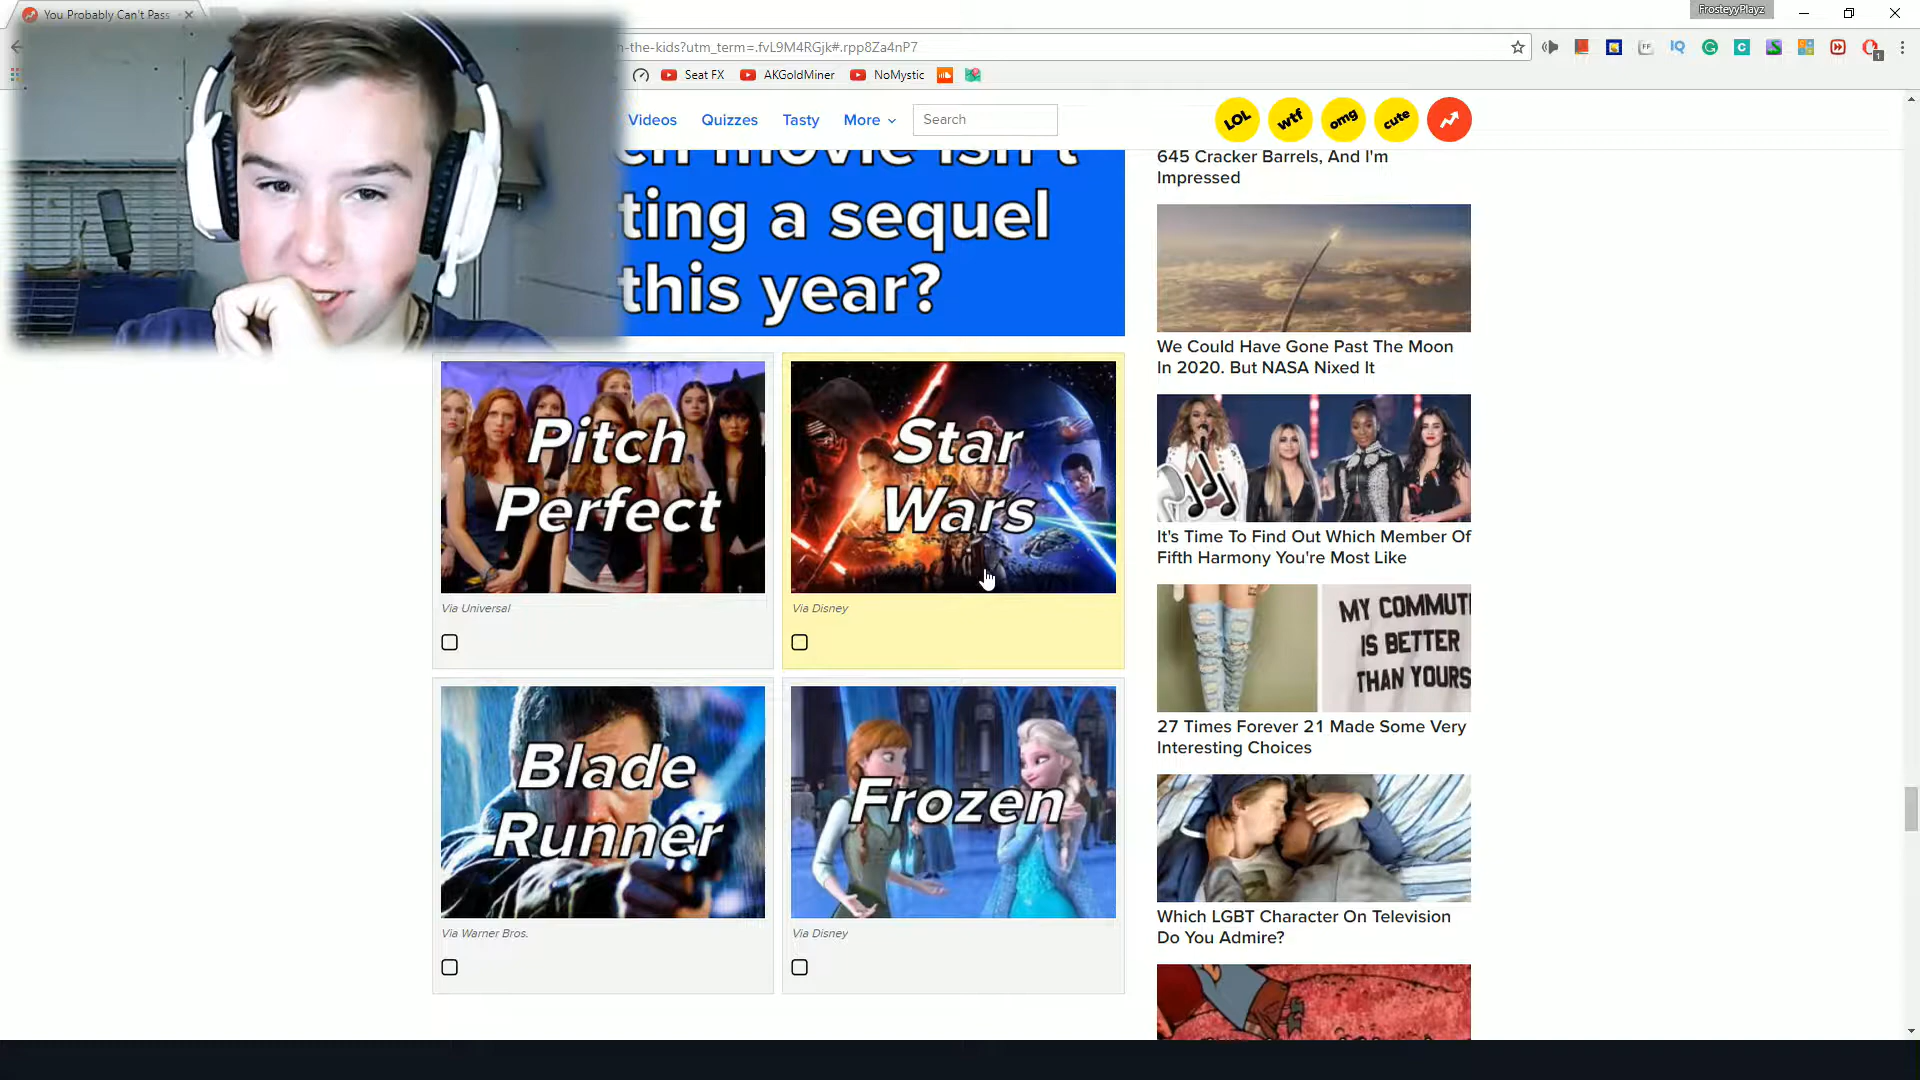 You Probably Can't Pass
FrosteyyPlayz
n-the-kids?utm_term=.fvL9M4RGjk#.rpp8Za4nP7
Seat FX
AKGoldMiner
NoMystic
Videos
Quizzes
Tasty
More
Search
LOL
wtf
omg
cute
movie isn't
ting a sequel
this year?
Pitch
Perfect
Via Universal
Star
Wars
Via Disney
Blade
Runner
Via Warner Bros.
Frozen
Via Disney
645 Cracker Barrels, And I'm
Impressed
We Could Have Gone Past The Moon
In 2020. But NASA Nixed It
It's Time To Find Out Which Member Of
Fifth Harmony You're Most Like
MY COMMUT
IS BETTER
THAN YOURS
27 Times Forever 21 Made Some Very
Interesting Choices
Which LGBT Character On Television
Do You Admire?